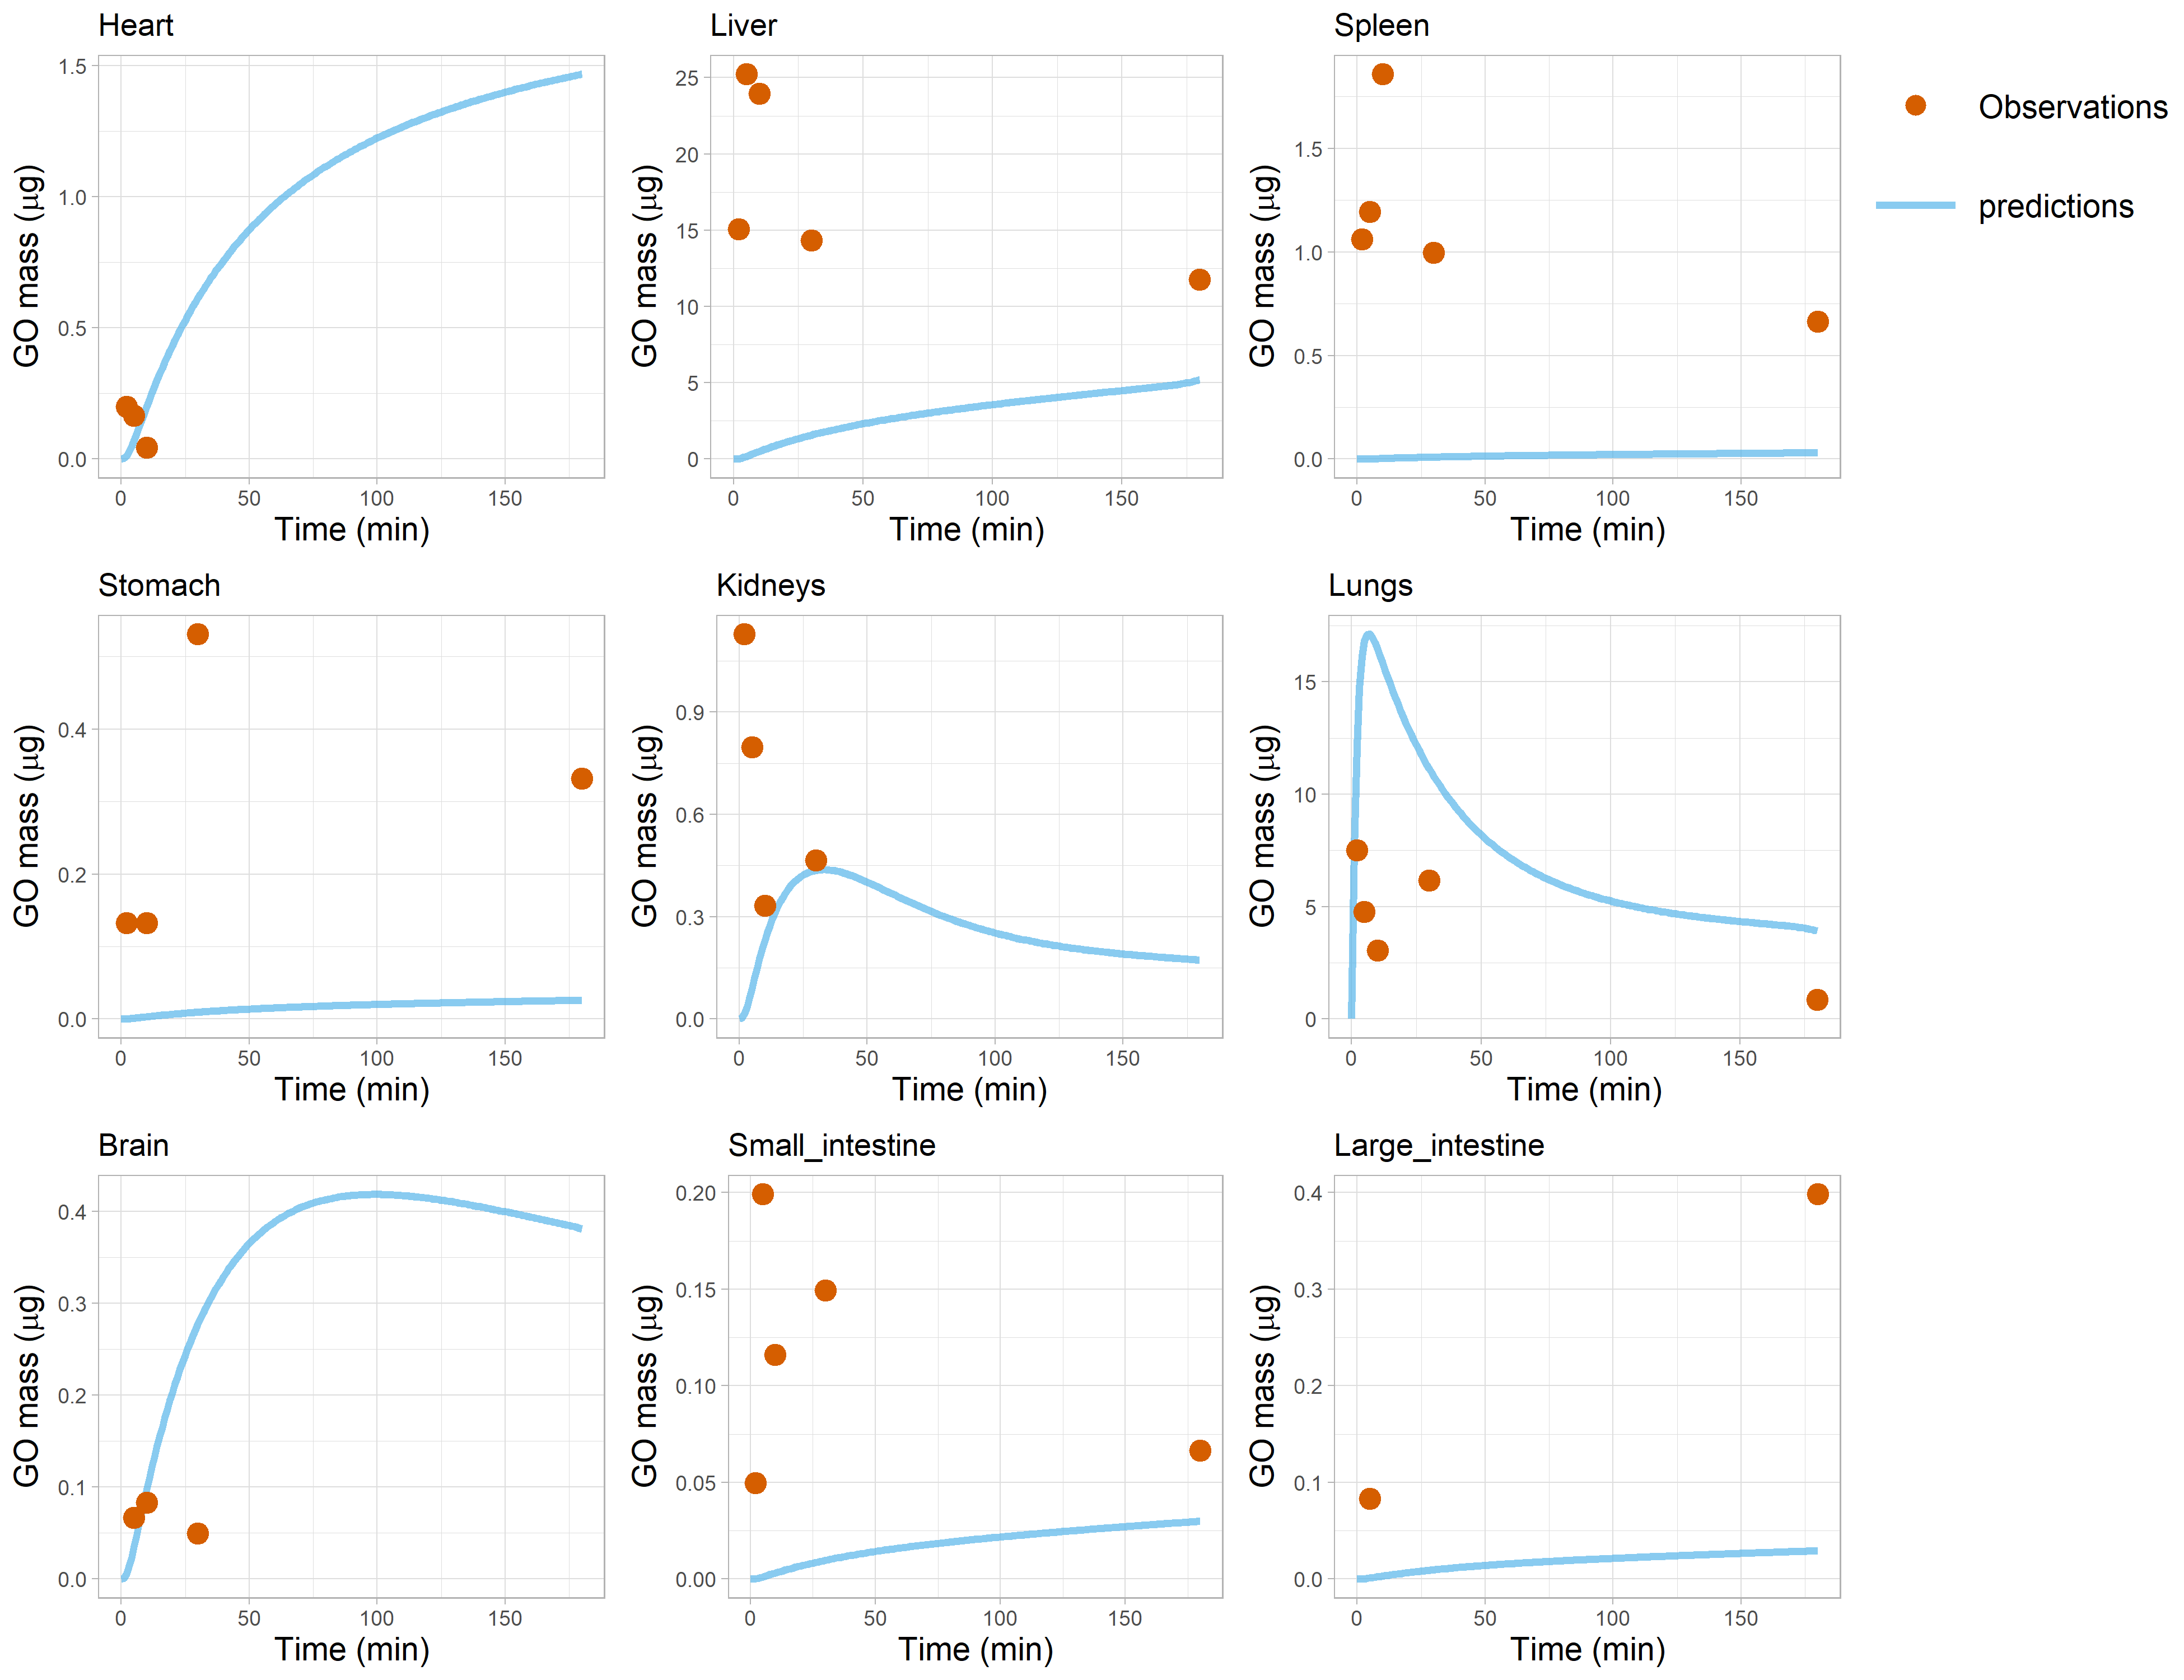 Heart
Liver
Spleen
1.5
1.0
0.5
0.0
GO mass (μg)
0
50
100
150
Time (min)
25
20
15
10
5
0
GO mass (μg)
0
50
100
150
Time (min)
1.5
1.0
0.5
0.0
GO mass (μg)
0
50
100
150
Time (min)
Observations
predictions
Stomach
Kidneys
Lungs
0.4
0.2
0.0
GO mass (μg)
0
50
100
150
Time (min)
0.9
0.6
0.3
0.0
GO mass (μg)
0
50
100
150
Time (min)
15
10
5
0
GO mass (μg)
0
50
100
150
Time (min)
Brain
Small_intestine
Large_intestine
0.4
0.3
0.2
0.1
0.0
GO mass (μg)
0
50
100
150
Time (min)
0.20
0.15
0.10
0.05
0.00
GO mass (μg)
0
50
100
150
Time (min)
0.4
0.3
0.2
0.1
0.0
GO mass (μg)
0
50
100
150
Time (min)